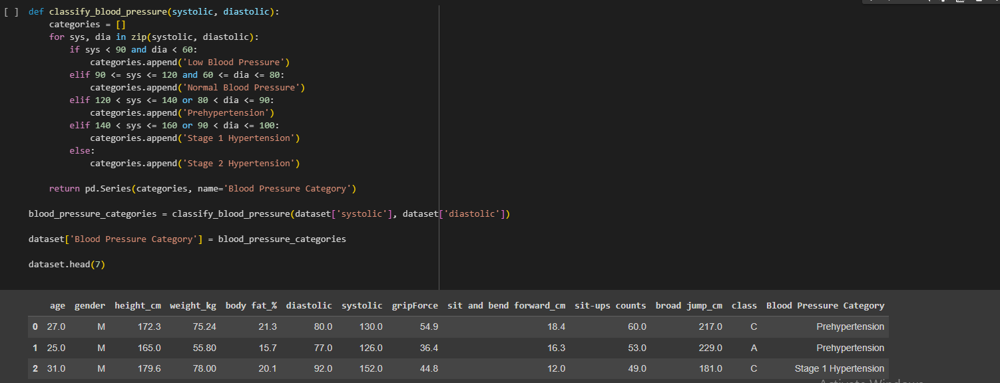 [ ] def classify_blood_pressure(systolic, diastolic):
categories = []
for sys, dia in zip(systolic, diastolic):
if sys < 90 and dia < 60:
categories.append('Low Blood Pressure')
elif 90 <= sys <= 120 and 60 <= dia <= 80:
categories.append('Normal Blood Pressure')
elif 120 < sys <= 140 or 80 < dia <= 90:
categories.append('Prehypertension')
elif 140 < sys <= 160 or 90 < dia <= 100:
categories.append('Stage 1 Hypertension')
else:
categories.append('Stage 2 Hypertension')
return pd.Series(categories, name='Blood Pressure Category')
blood_pressure_categories = classify_blood_pressure(dataset['systolic'], dataset['diastolic'])
dataset['Blood Pressure Category'] = blood_pressure_categories
dataset.head(7)
age gender height_cm weight_kg body fat_% diastolic systolic gripForce sit and bend forward_cm sit-ups counts broad jump_cm class Blood Pressure Category
0 27.0 M 172.3 75.24 21.3 80.0 130.0 54.9 18.4 60.0 217.0 C Prehypertension
1 25.0 M 165.0 55.80 15.7 77.0 126.0 36.4 16.3 53.0 229.0 A Prehypertension
2 31.0 M 179.6 78.00 20.1 92.0 152.0 44.8 12.0 49.0 181.0 C Stage 1 Hypertension
Activate Windows